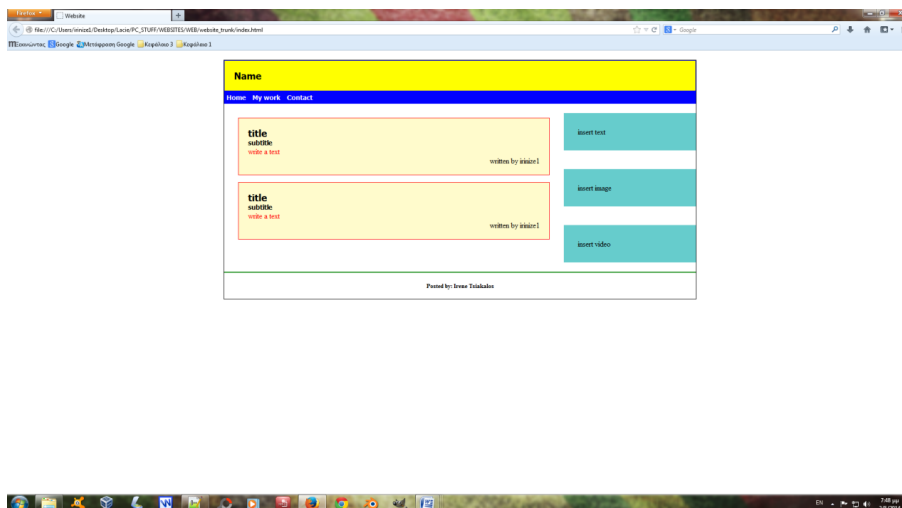 Firefox
Website
file:///C:/Users/irinize1/Desktop/Lacie/PC_STUFF/WEBSITES/WEB/website_trunk/index.html
Google
Ξεκινώντας Google Μετάφραση Google Κεφάλαιο 3 Κεφάλαιο 1
Name
Home My work Contact
title
subtitle
write a text
written by irinize1
title
subtitle
write a text
written by irinize1
insert text
insert image
insert video
Posted by: Irene Tsiakalos
EN
7:48 μμ